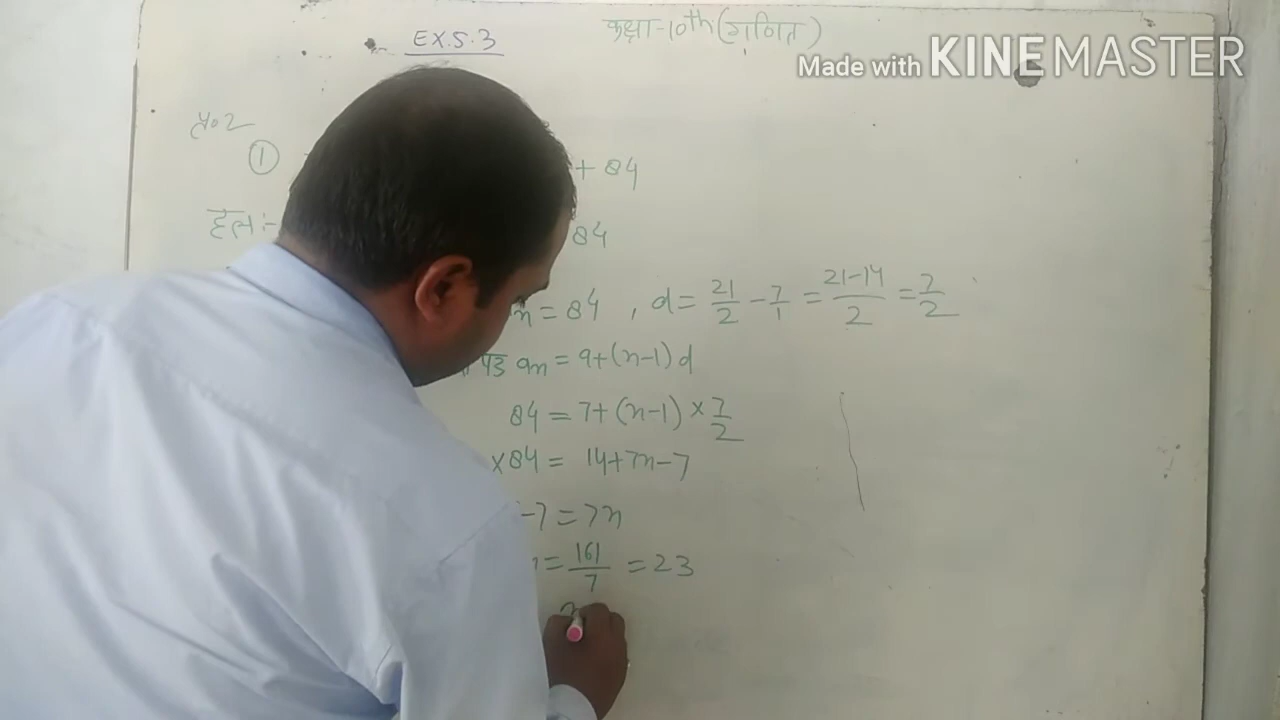 EX.5.3
कक्षा-10th(गणित)
Made with KINEMASTER
प्र०2
① + 84
हल:- 84
= 84 , d = 21/2 - 7/1 = 21-14/2 = 7/2
an = a+(n-1)d
84 = 7+(n-1) × 7/2
×84 = 14+7n-7
-7 = 7n
= 161/7 = 23